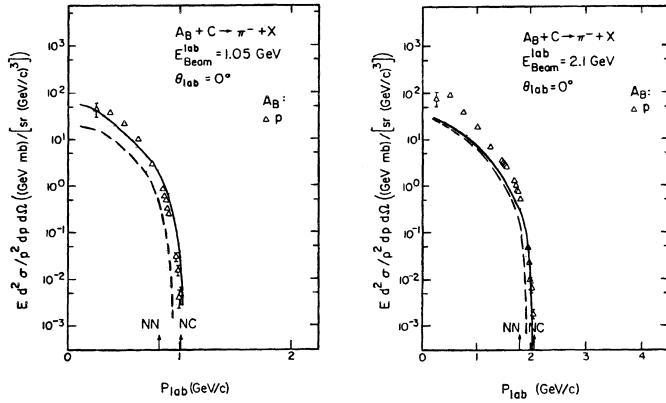 A_B + C → π⁻ + X
E_Beam^lab = 1.05 GeV
θ_lab = 0°
A_B:
△ p
10³
10²
10¹
10⁰
10⁻¹
10⁻²
10⁻³
E d²σ/p² dp dΩ ((GeV mb)/[sr (GeV/c)³])
NN
NC
0
1
2
P_lab (GeV/c)
A_B + C → π⁻ + X
E_Beam^lab = 2.1 GeV
θ_lab = 0°
A_B:
△ p
10³
10²
10¹
10⁰
10⁻¹
10⁻²
10⁻³
E d²σ/p² dp dΩ ((GeV mb)/[sr (GeV/c)³])
NN
NC
0
1
2
3
4
P_lab (GeV/c)